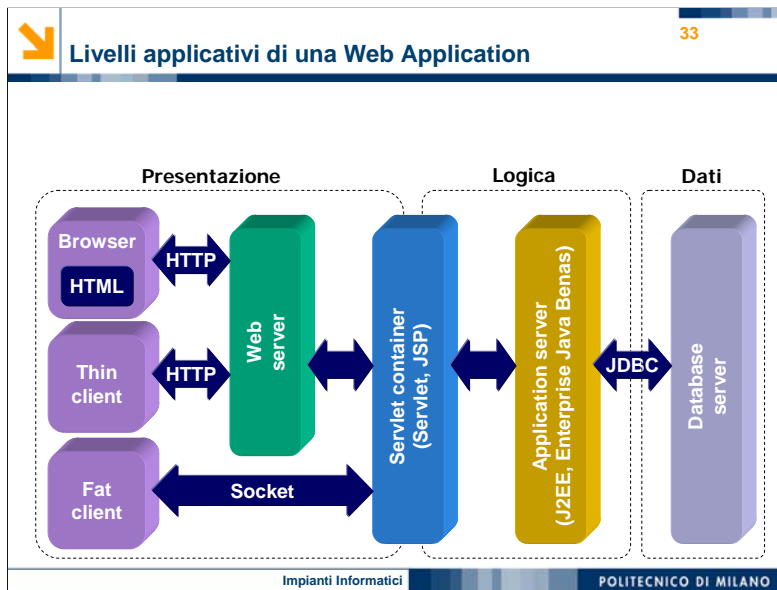 33
Livelli applicativi di una Web Application
Presentazione
Logica
Dati
Browser
HTML
HTTP
Thin
client
HTTP
Fat
client
Socket
Web
server
Servlet container
(Servlet, JSP)
Application server
(J2EE, Enterprise Java Benas)
JDBC
Database
server
Impianti Informatici
POLITECNICO DI MILANO